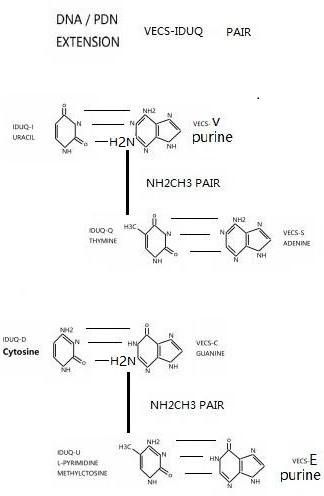 DNA / PDN EXTENSION
VECS-IDUQ PAIR
IDUQ-I
URACIL
O
N
O
NH
H2N
NH2
N
N
N
NH
VECS-V
purine
NH2CH3 PAIR
IDUQ-Q
THYMINE
H3C
O
N
O
NH
NH2
N
N
N
NH
VECS-S
ADENINE
IDUQ-D
Cytosine
NH2
N
O
NH
H2N
O
HN
N
N
NH
VECS-C
GUANINE
NH2CH3 PAIR
IDUQ-U
L-PYRIMIDINE
METHYLCTOSINE
H3C
NH2
N
O
NH
O
HN
N
N
NH
VECS-E
purine